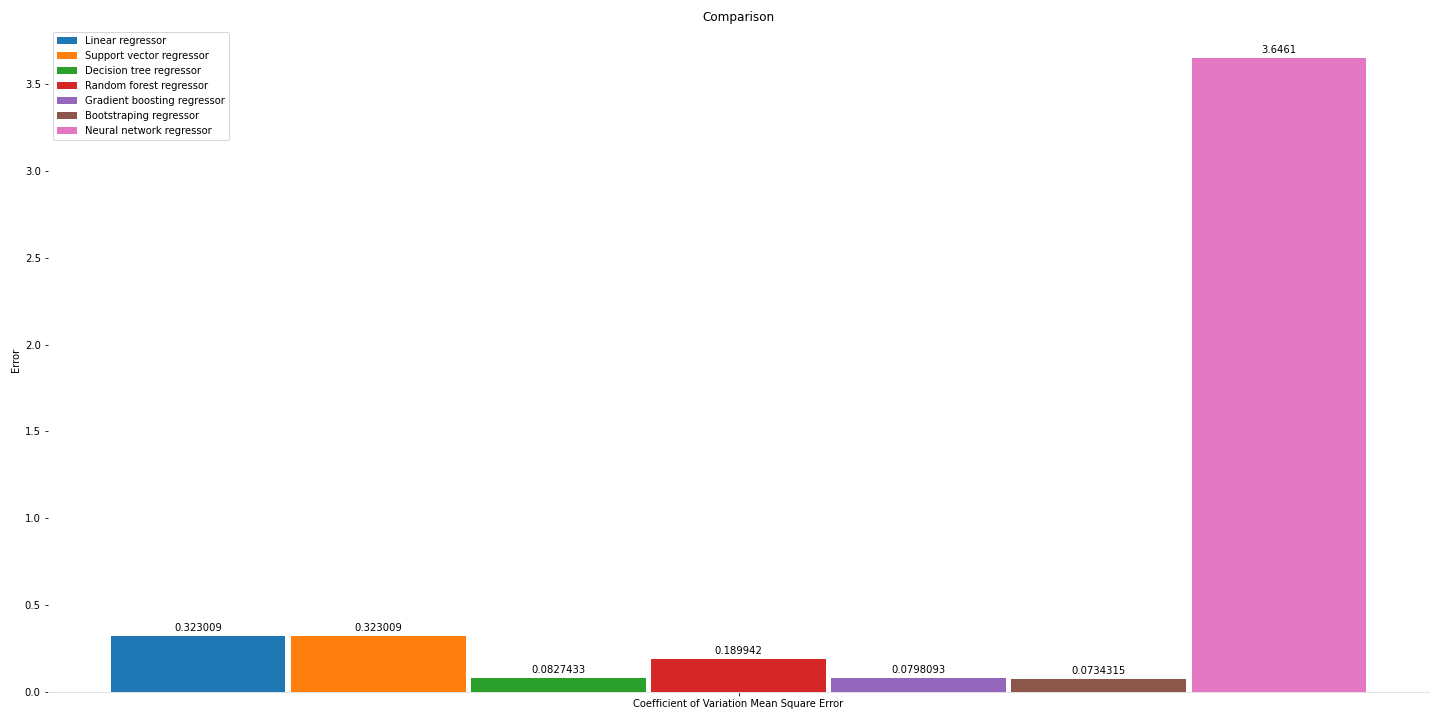 Comparison
Linear regressor
Support vector regressor
Decision tree regressor
Random forest regressor
Gradient boosting regressor
Bootstraping regressor
Neural network regressor
3.6461
3.5
3.0
2.5
2.0
Error
1.5
1.0
0.5
0.323009
0.323009
0.0827433
0.189942
0.0798093
0.0734315
0.0
Coefficient of Variation Mean Square Error